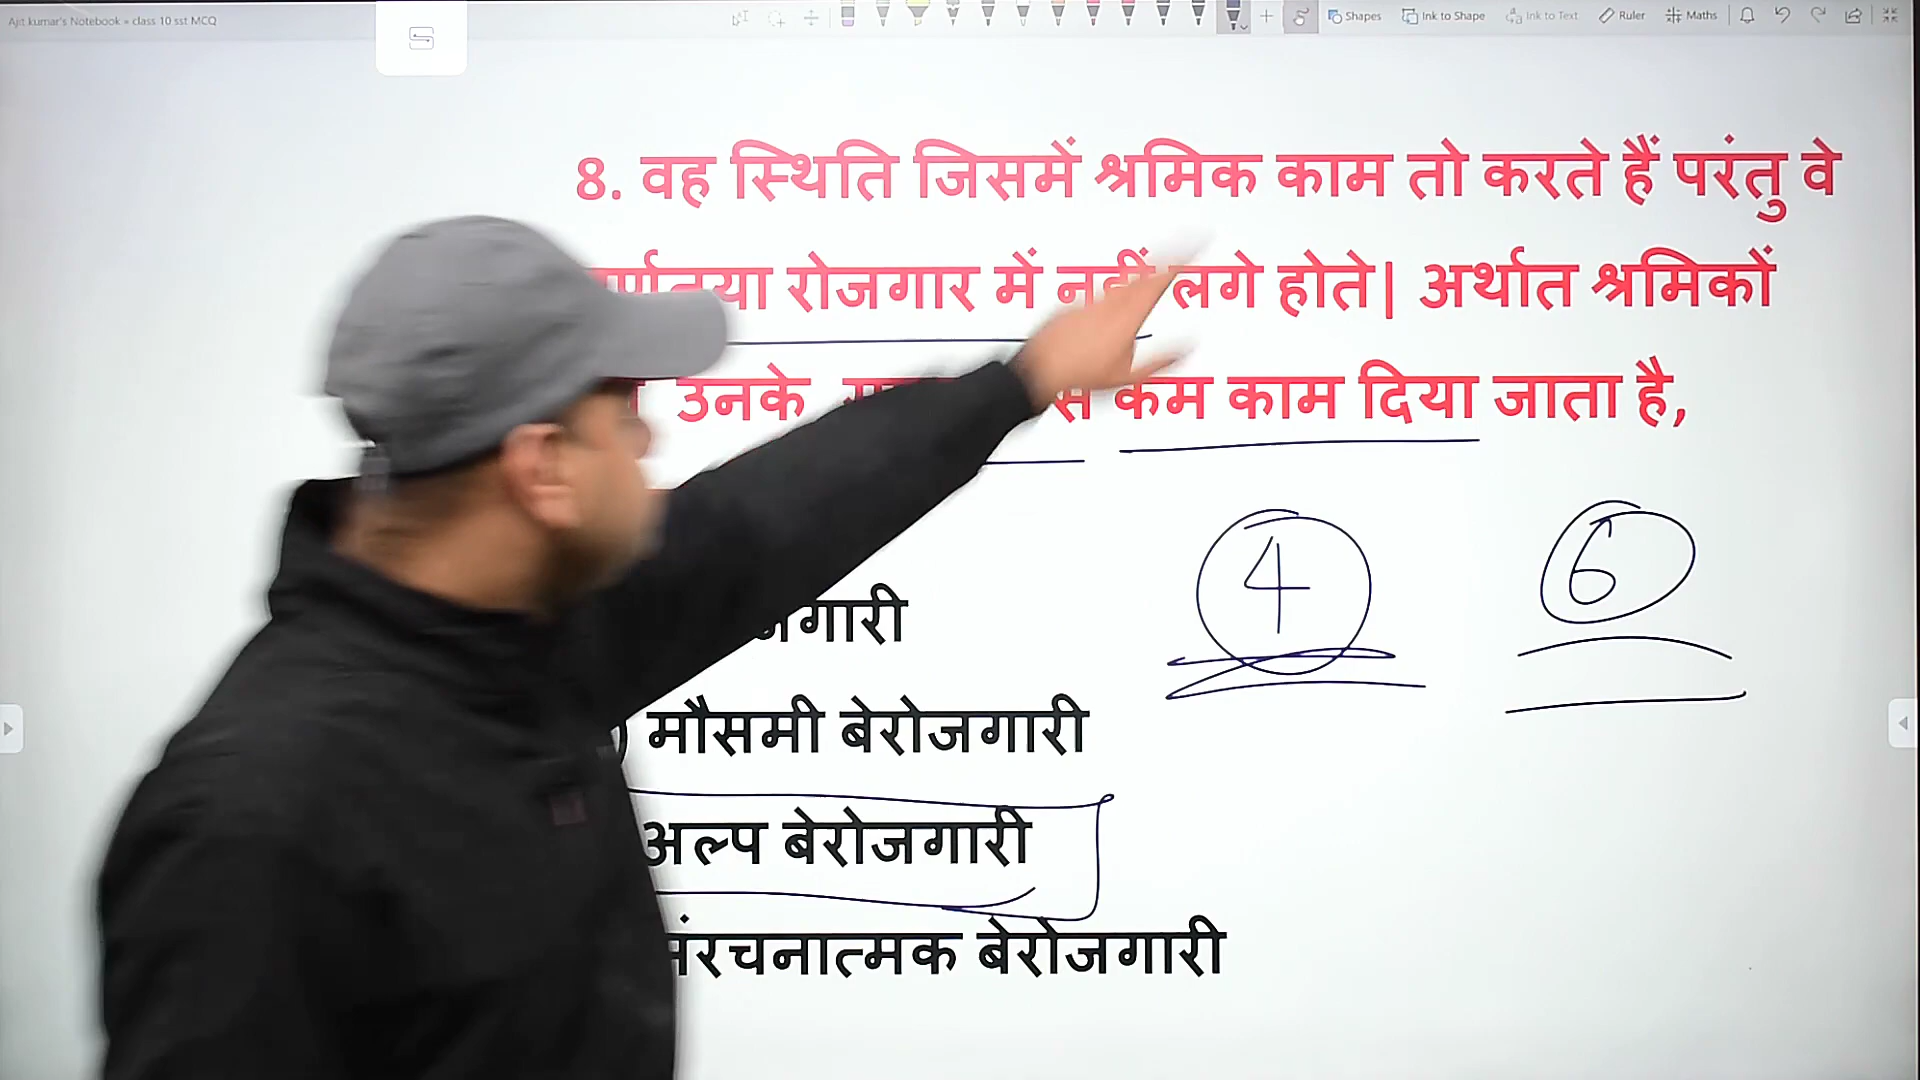 Ajit kumar's Notebook » class 10 sst MCQ
Shapes Ink to Shape Ink to Text Ruler Maths
8. वह स्थिति जिसमें श्रमिक काम तो करते हैं परंतु वे
रोजगार में नहीं लगे होते| अर्थात श्रमिकों
उनके से कम काम दिया जाता है,
4 6
) मौसमी बेरोजगारी
अल्प बेरोजगारी
संरचनात्मक बेरोजगारी